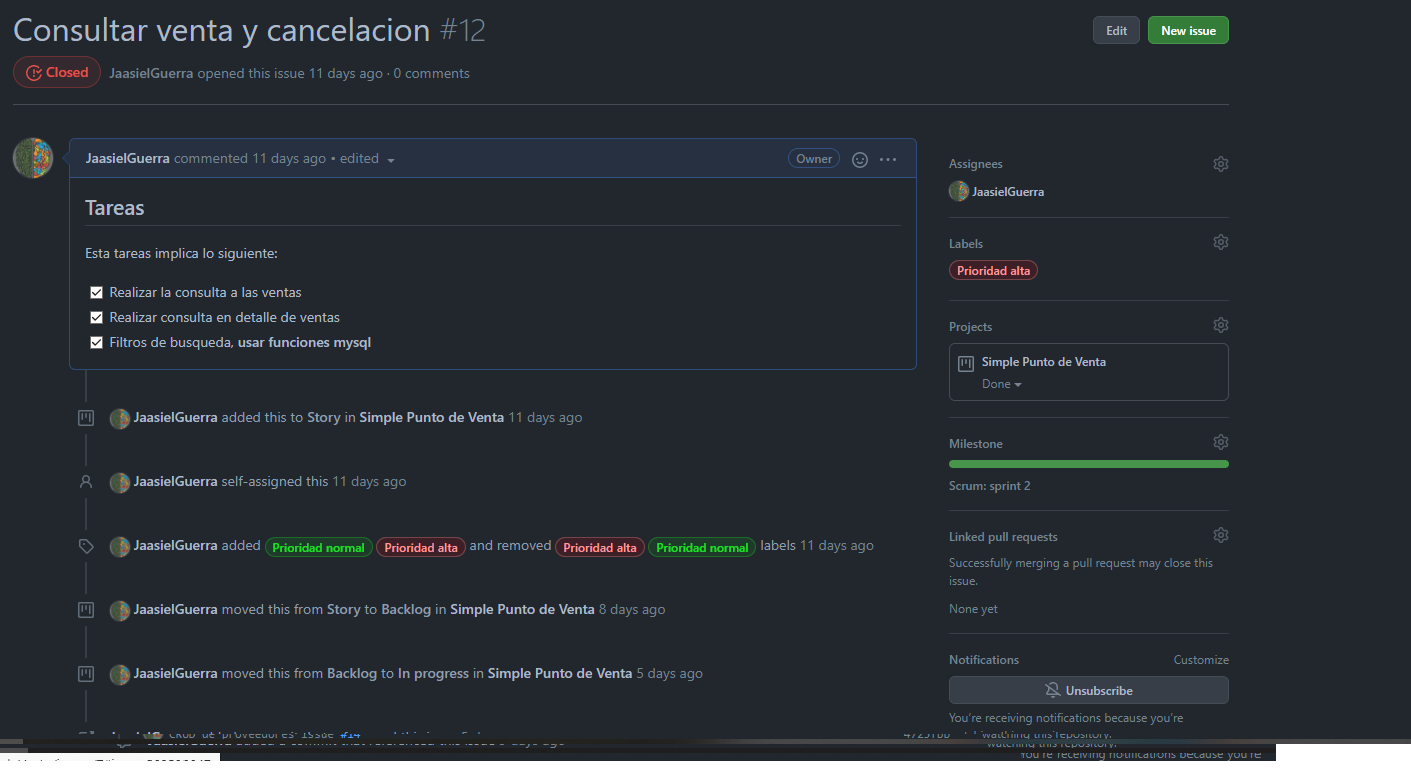 Consultar venta y cancelacion #12
Edit
New issue
Closed
JaasielGuerra opened this issue 11 days ago · 0 comments
JaasielGuerra commented 11 days ago • edited
Owner
Tareas
Esta tareas implica lo siguiente:
Realizar la consulta a las ventas
Realizar consulta en detalle de ventas
Filtros de busqueda, usar funciones mysql
JaasielGuerra added this to Story in Simple Punto de Venta 11 days ago
JaasielGuerra self-assigned this 11 days ago
JaasielGuerra added Prioridad normal Prioridad alta and removed Prioridad alta Prioridad normal labels 11 days ago
JaasielGuerra moved this from Story to Backlog in Simple Punto de Venta 8 days ago
JaasielGuerra moved this from Backlog to In progress in Simple Punto de Venta 5 days ago
Assignees
JaasielGuerra
Labels
Prioridad alta
Projects
Simple Punto de Venta
Done
Milestone
Scrum: sprint 2
Linked pull requests
Successfully merging a pull request may close this
issue.
None yet
Notifications
Customize
Unsubscribe
You're receiving notifications because you're
watching this repository.